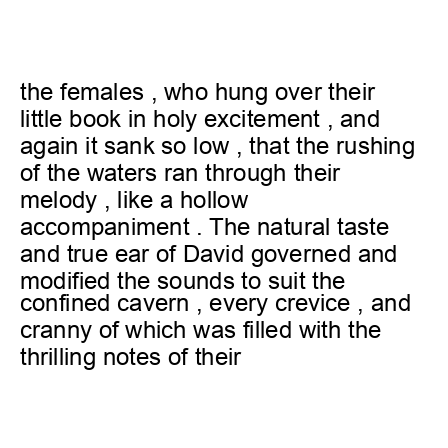 the females , who hung over their
little book in holy excitement , and
again it sank so low , that the rushing
of the waters ran through their
melody , like a hollow
accompaniment . The natural taste
and true ear of David governed and
modified the sounds to suit the
confined cavern , every crevice , and
cranny of which was filled with the
thrilling notes of their